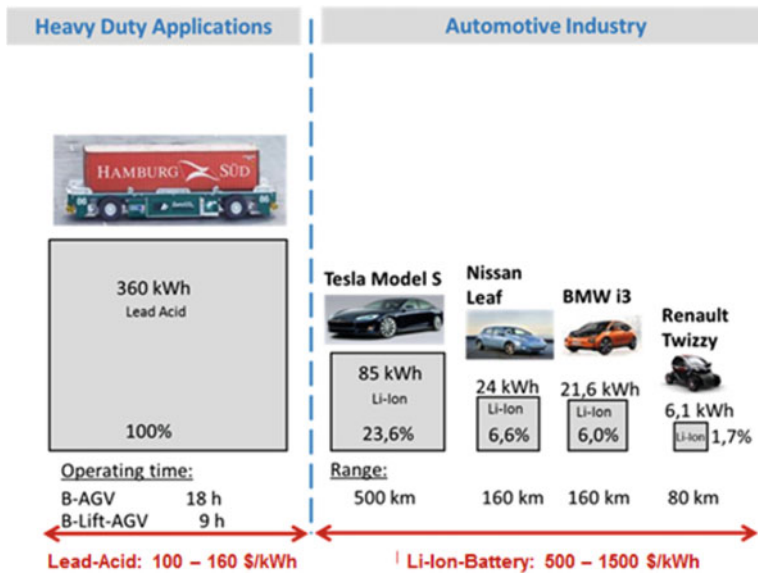 Heavy Duty Applications
Automotive Industry
HAMBURG SÜD
360 kWh
Lead Acid
100%
Operating time:
B-AGV 18 h
B-Lift-AGV 9 h
Lead-Acid: 100 – 160 $/kWh
Tesla Model S
85 kWh
Li-Ion
23,6%
Nissan
Leaf
24 kWh
Li-Ion
6,6%
BMW i3
21,6 kWh
Li-Ion
6,0%
Renault
Twizzy
6,1 kWh
Li-Ion 1,7%
Range:
500 km 160 km 160 km 80 km
Li-Ion-Battery: 500 – 1500 $/kWh